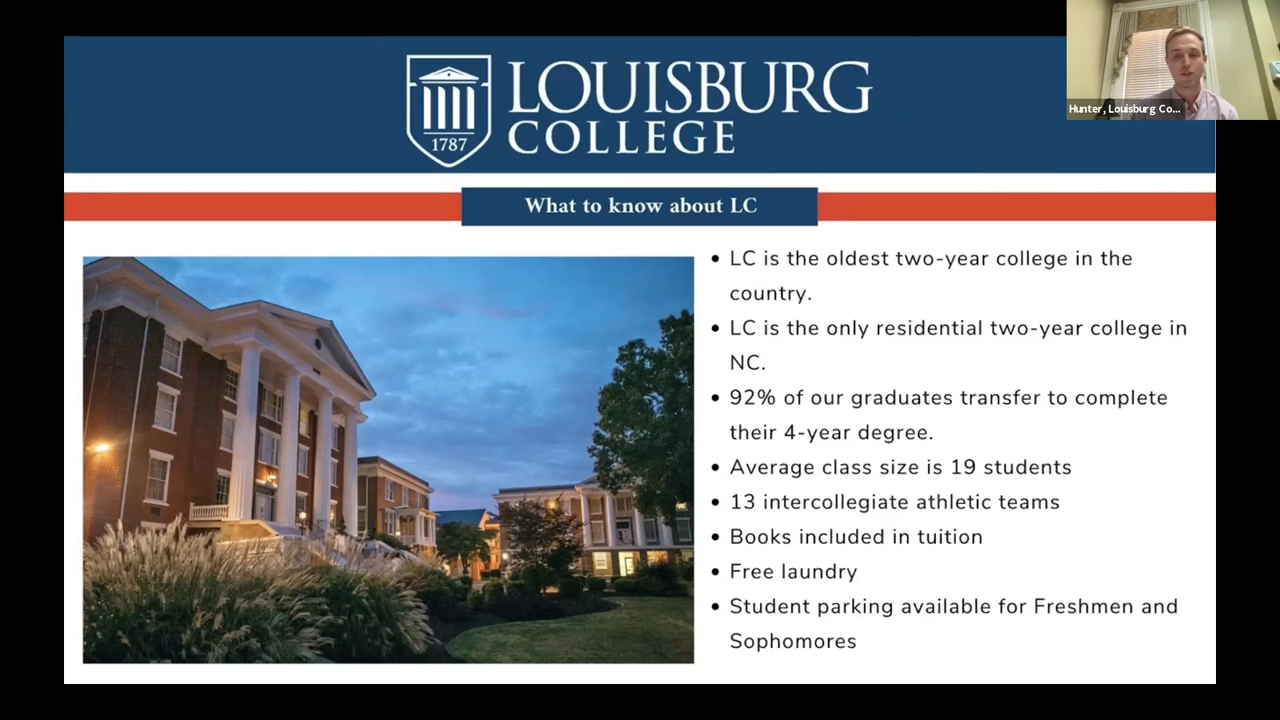 LOUISBURG
COLLEGE
1787
Hunter, Louisburg Co...
What to know about LC
• LC is the oldest two-year college in the
country.
• LC is the only residential two-year college in
NC.
• 92% of our graduates transfer to complete
their 4-year degree.
• Average class size is 19 students
• 13 intercollegiate athletic teams
• Books included in tuition
• Free laundry
• Student parking available for Freshmen and
Sophomores